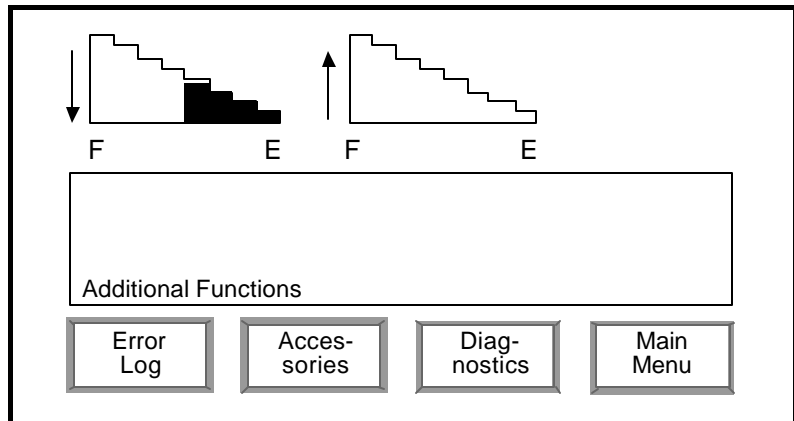 F E F E
Additional Functions
Error Log
Acces-
sories
Diag-
nostics
Main
Menu